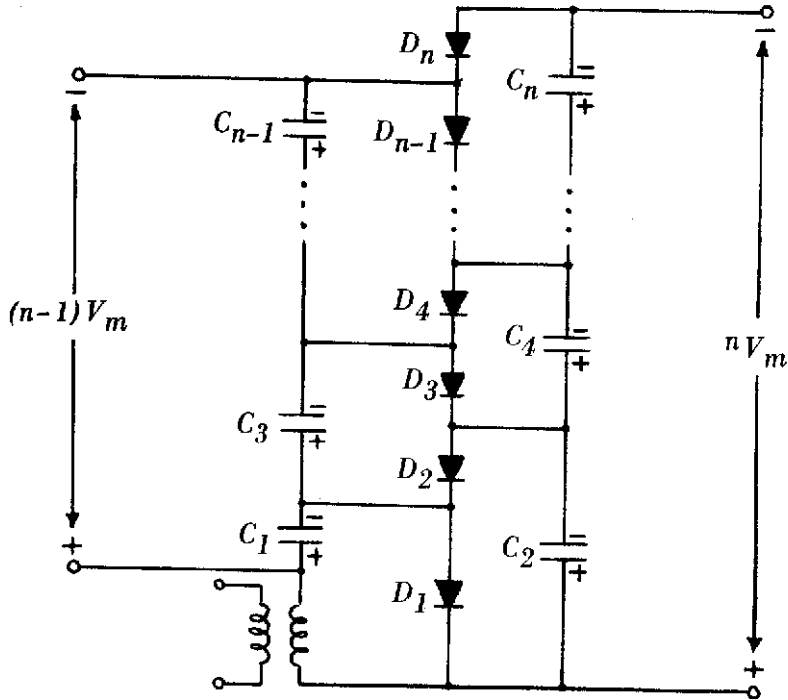 −
D_n
−
−
C_n
+
−
C_{n-1}
+
D_{n-1}
(n-1) V_m
D_4
−
C_4
+
n V_m
D_3
−
C_3
+
D_2
−
C_1
+
−
C_2
+
+
D_1
+